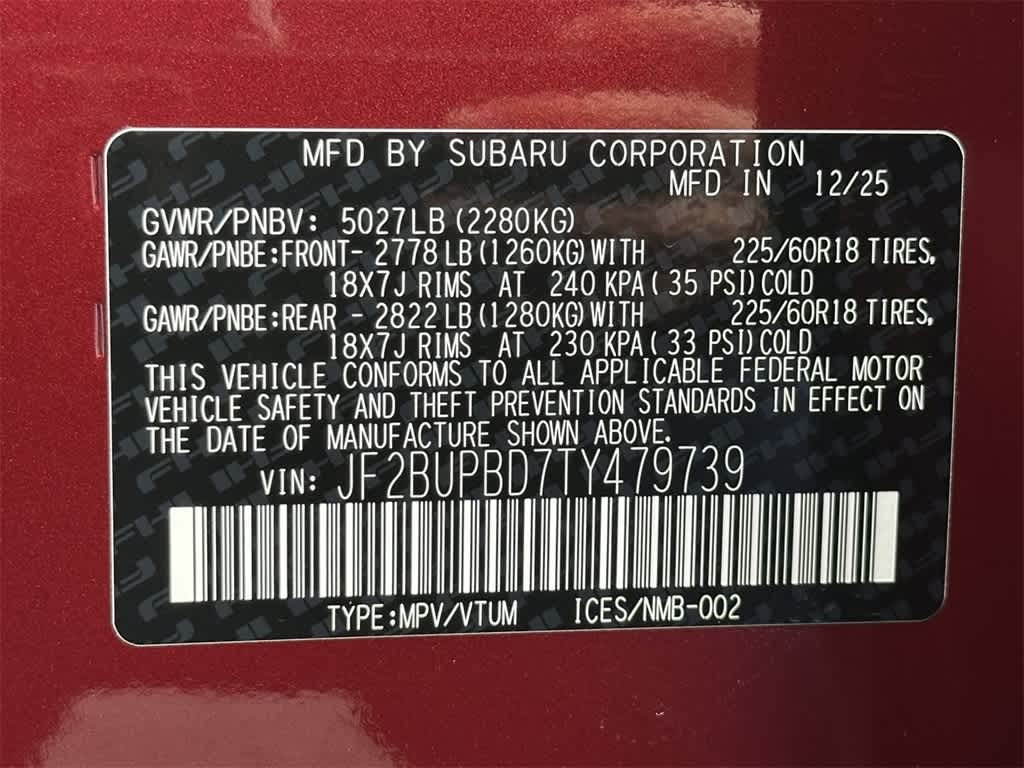 MFD BY SUBARU CORPORATION
MFD IN 12/25
GVWR/PNBV: 5027LB (2280KG)
GAWR/PNBE:FRONT- 2778 LB (1260KG) WITH 225/60R18 TIRES,
18X7J RIMS AT 240 KPA ( 35 PSI) COLD
GAWR/PNBE:REAR - 2822 LB (1280KG) WITH 225/60R18 TIRES,
18X7J RIMS AT 230 KPA ( 33 PSI) COLD
THIS VEHICLE CONFORMS TO ALL APPLICABLE FEDERAL MOTOR
VEHICLE SAFETY AND THEFT PREVENTION STANDARDS IN EFFECT ON
THE DATE OF MANUFACTURE SHOWN ABOVE.
VIN: JF2BUPBD7TY479739
TYPE:MPV/VTUM ICES/NMB-002